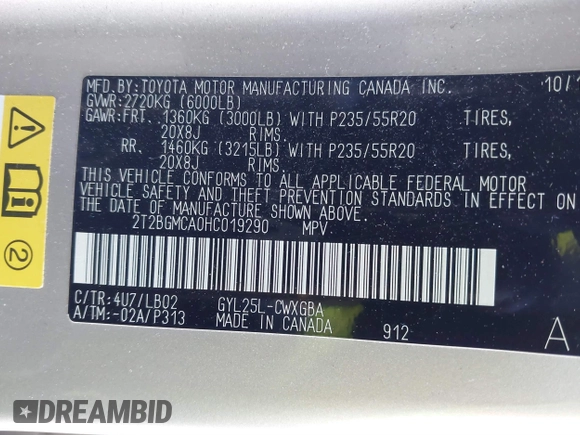 MFD.BY:TOYOTA MOTOR MANUFACTURING CANADA INC. 10/
GVWR:2720KG (6000LB)
GAWR:FRT. 1360KG (3000LB) WITH P235/55R20 TIRES,
20X8J RIMS.
RR. 1460KG (3215LB) WITH P235/55R20 TIRES,
20X8J RIMS.
THIS VEHICLE CONFORMS TO ALL APPLICABLE FEDERAL MOTOR
VEHICLE SAFETY AND THEFT PREVENTION STANDARDS IN EFFECT ON
THE DATE OF MANUFACTURE SHOWN ABOVE.
2T2BGMCA0HC019290 MPV
C/TR:4U7/LB02 GYL25L-CWXGBA
A/TM:-02A/P313 MADE IN CANADA 912 A
2
DREAMBID